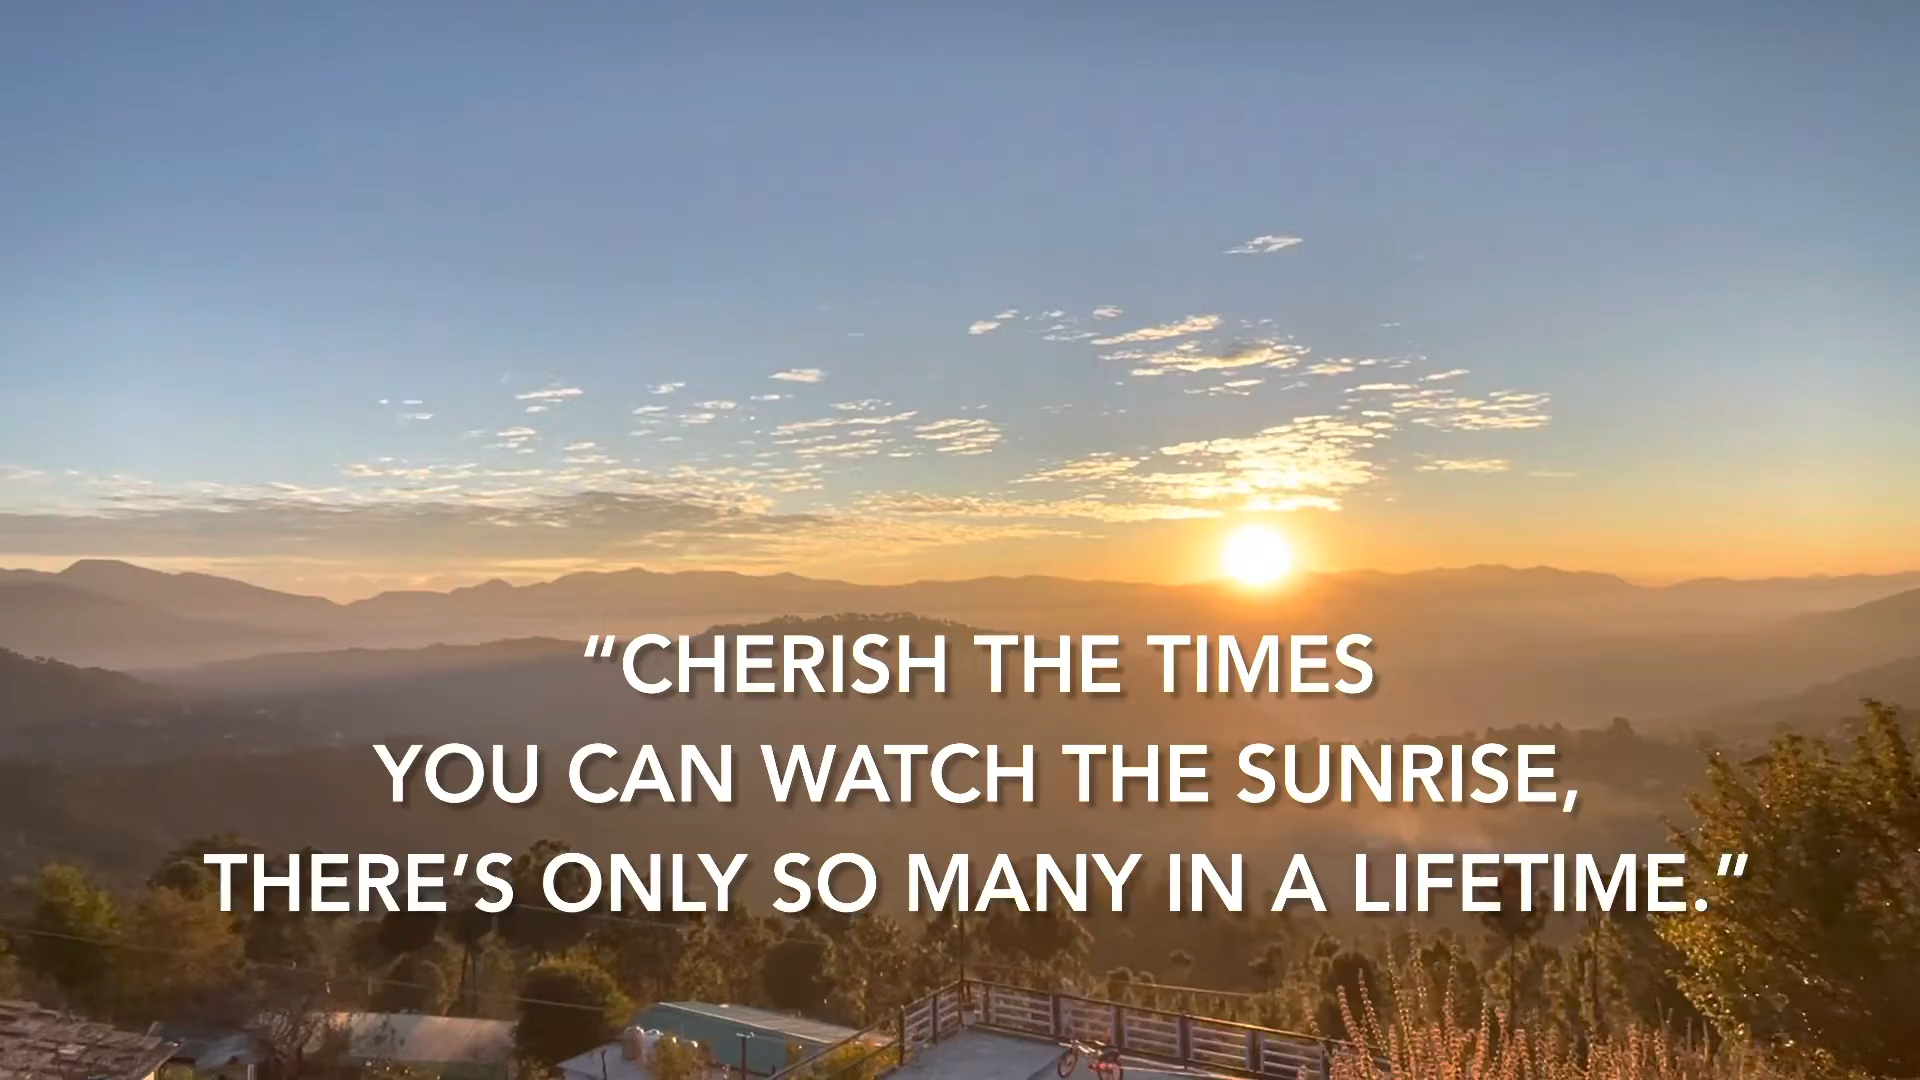 “CHERISH THE TIMES
YOU CAN WATCH THE SUNRISE,
THERE’S ONLY SO MANY IN A LIFETIME.”